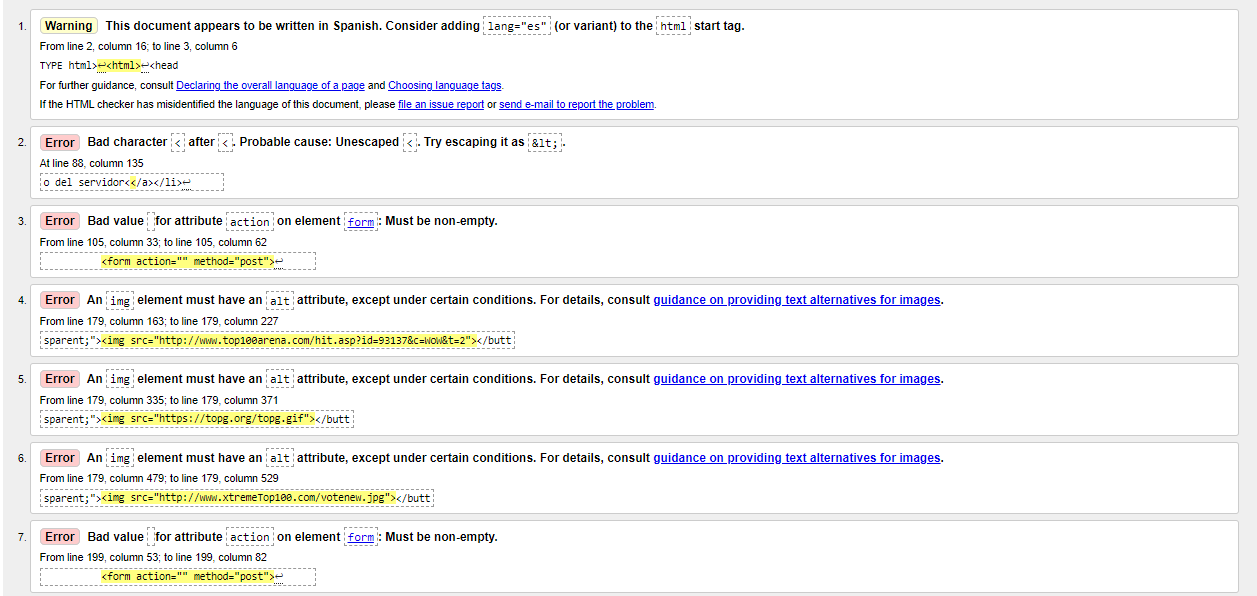 1. Warning This document appears to be written in Spanish. Consider adding lang="es" (or variant) to the html start tag.
From line 2, column 16; to line 3, column 6
TYPE html>↩<html>↩<head
For further guidance, consult Declaring the overall language of a page and Choosing language tags.
If the HTML checker has misidentified the language of this document, please file an issue report or send e-mail to report the problem.
2. Error Bad character < after <. Probable cause: Unescaped <. Try escaping it as &lt;.
At line 88, column 135
o del servidor<</a></li>↩
3. Error Bad value for attribute action on element form: Must be non-empty.
From line 105, column 33; to line 105, column 62
<form action="" method="post">↩
4. Error An img element must have an alt attribute, except under certain conditions. For details, consult guidance on providing text alternatives for images.
From line 179, column 163; to line 179, column 227
sparent;"><img src="http://www.top100arena.com/hit.asp?id=93137&c=WoW&t=2"></butt
5. Error An img element must have an alt attribute, except under certain conditions. For details, consult guidance on providing text alternatives for images.
From line 179, column 335; to line 179, column 371
sparent;"><img src="https://topg.org/topg.gif"></butt
6. Error An img element must have an alt attribute, except under certain conditions. For details, consult guidance on providing text alternatives for images.
From line 179, column 479; to line 179, column 529
sparent;"><img src="http://www.xtremeTop100.com/votenew.jpg"></butt
7. Error Bad value for attribute action on element form: Must be non-empty.
From line 199, column 53; to line 199, column 82
<form action="" method="post">↩